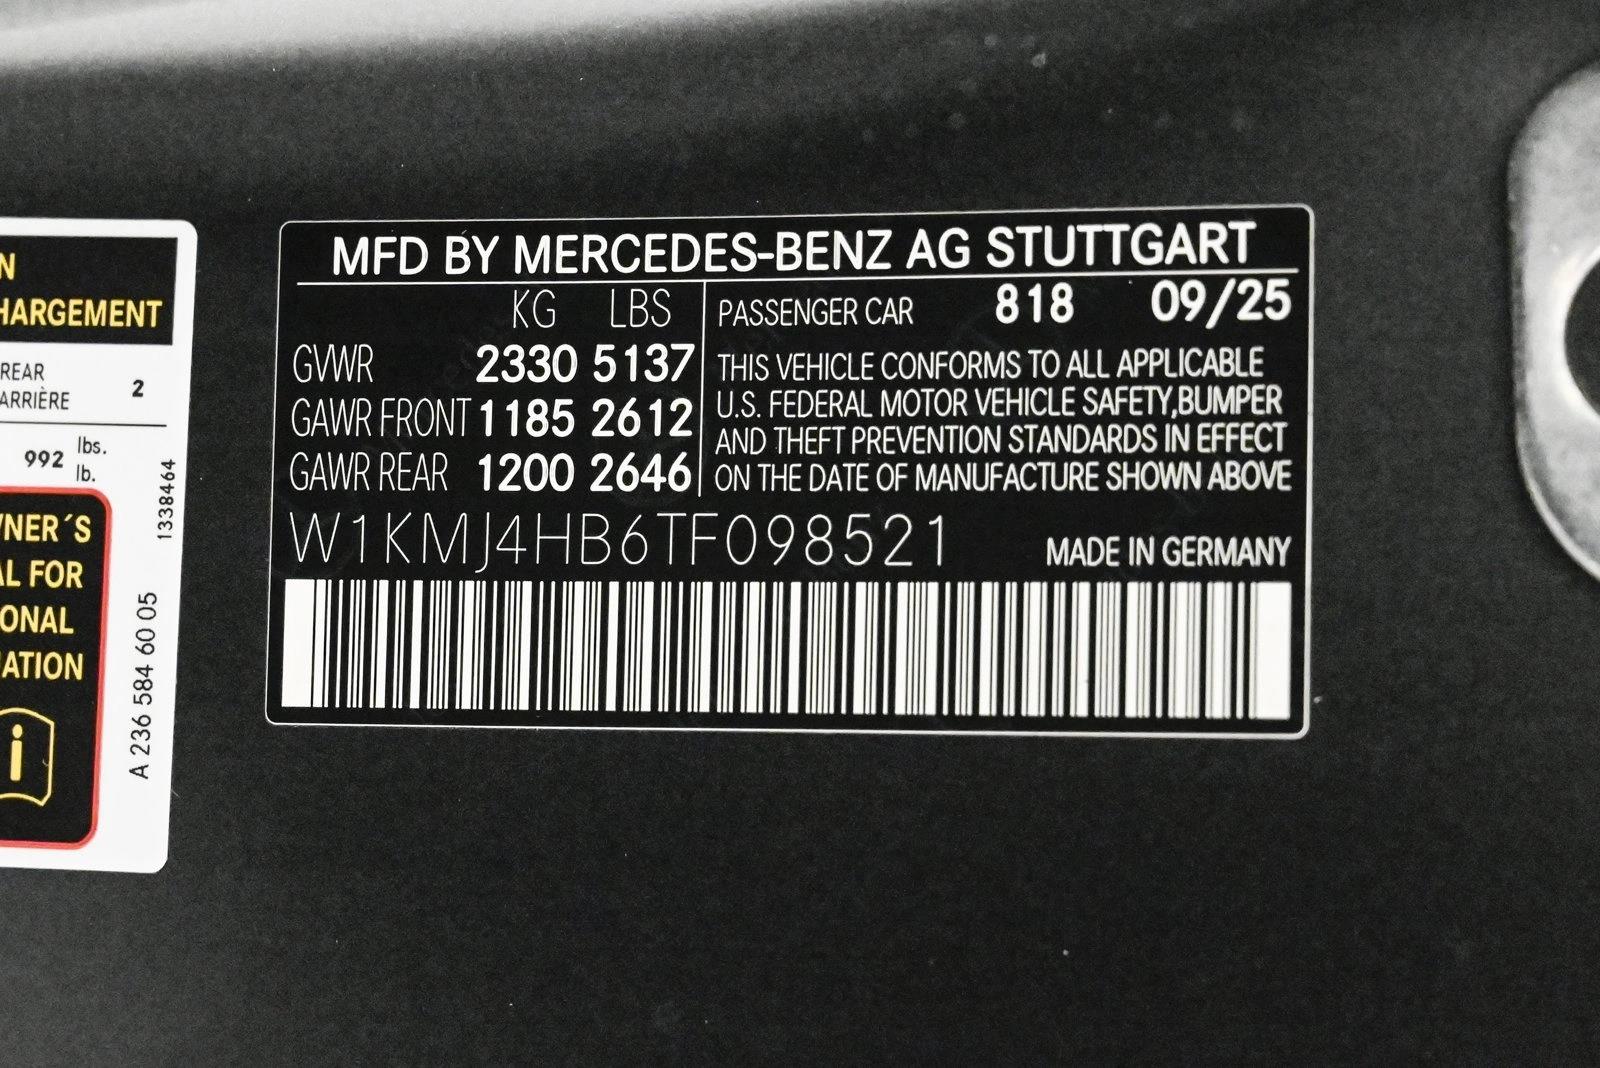 N
HARGEMENT
REAR
ARRIÈRE
2
992 lbs.
lb.
1338464
NER´S
AL FOR
ONAL
ATION
i
A 236 584 60 05
MFD BY MERCEDES-BENZ AG STUTTGART
KG LBS
GVWR 2330 5137
GAWR FRONT 1185 2612
GAWR REAR 1200 2646
PASSENGER CAR 818 09/25
THIS VEHICLE CONFORMS TO ALL APPLICABLE
U.S. FEDERAL MOTOR VEHICLE SAFETY,BUMPER
AND THEFT PREVENTION STANDARDS IN EFFECT
ON THE DATE OF MANUFACTURE SHOWN ABOVE
W1KMJ4HB6TF098521
MADE IN GERMANY